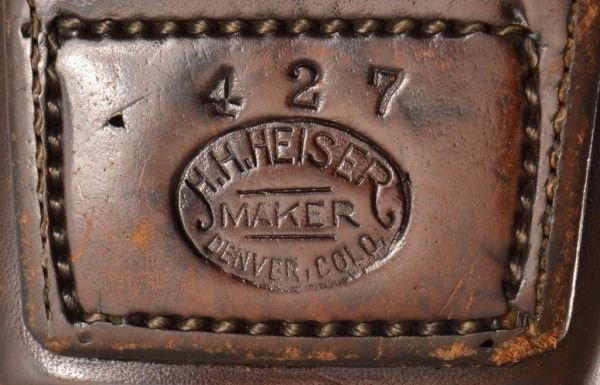 427
H.H.HEISER
MAKER
DENVER, COLO.